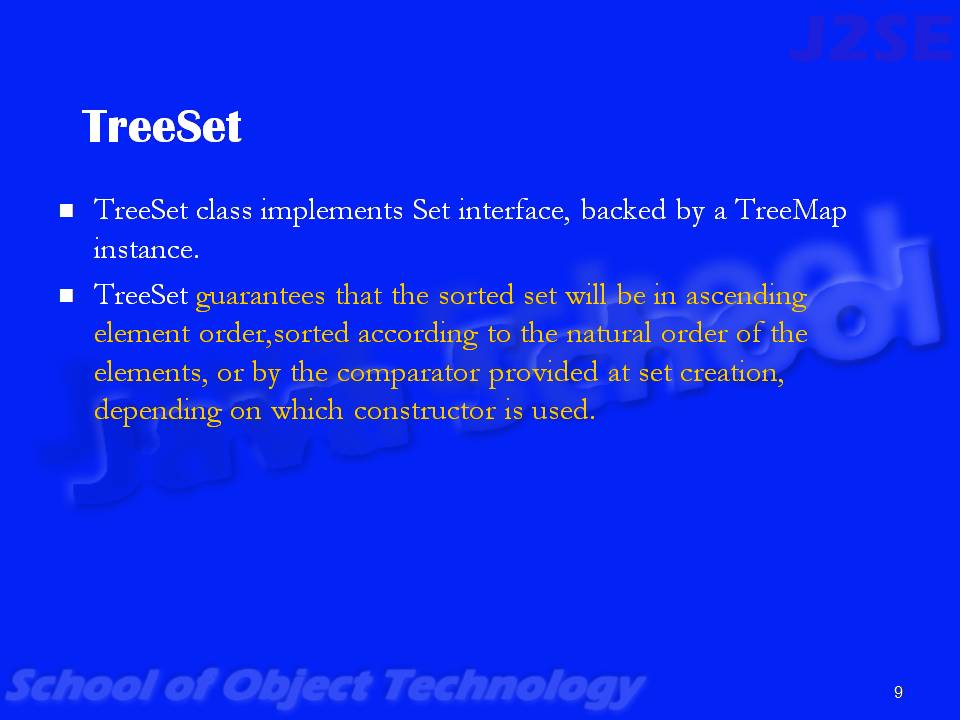 J2SE
TreeSet
TreeSet class implements Set interface, backed by a TreeMap
instance.
TreeSet guarantees that the sorted set will be in ascending
element order,sorted according to the natural order of the
elements, or by the comparator provided at set creation,
depending on which constructor is used.
Java School
School of Object Technology
9